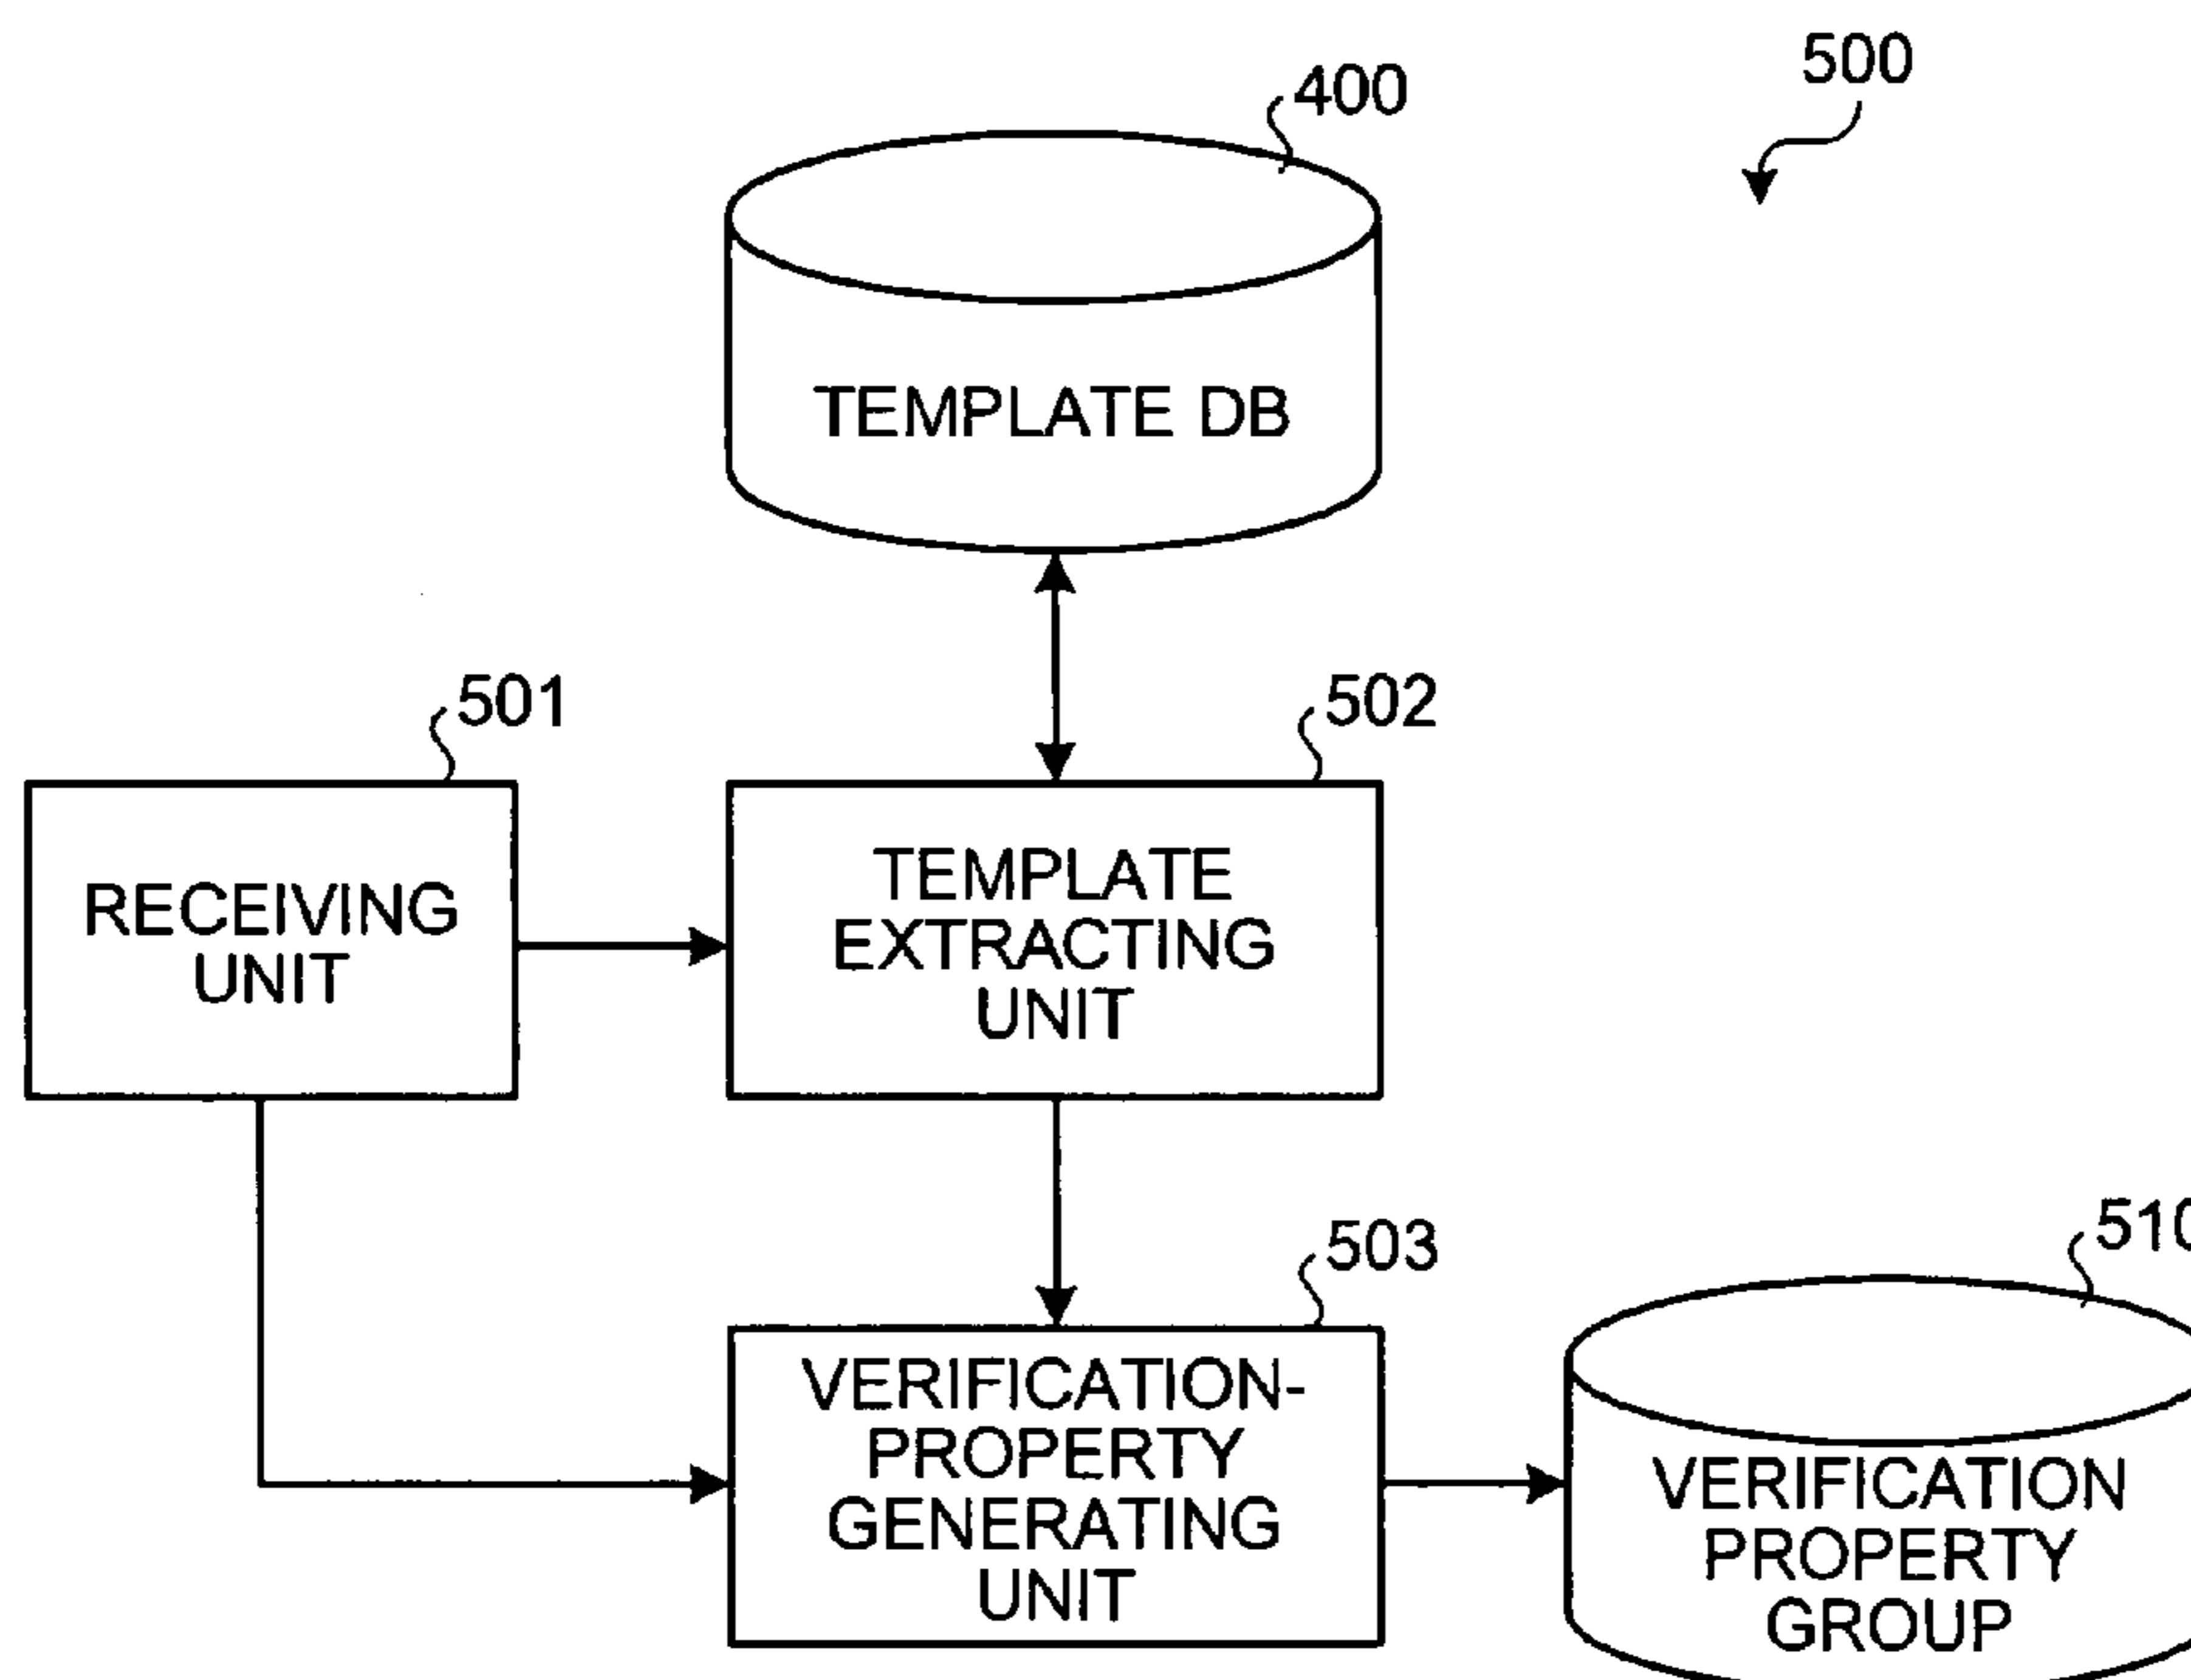 500
400
TEMPLATE DB
501
502
RECEIVING
UNIT
TEMPLATE
EXTRACTING
UNIT
503
510
VERIFICATION-
PROPERTY
GENERATING
UNIT
VERIFICATION
PROPERTY
GROUP